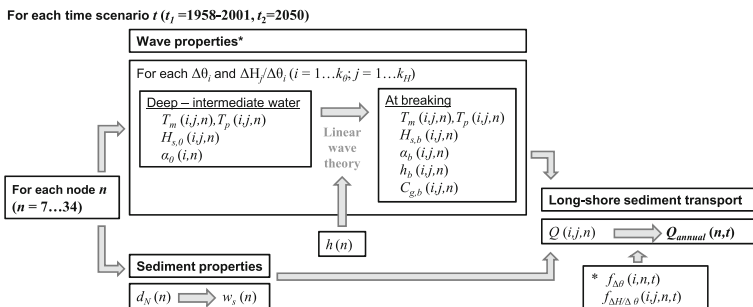 For each time scenario t (t1 =1958-2001, t2=2050)
Wave properties*
For each Δθi and ΔHj/Δθi (i = 1…kθ; j = 1…kH)
Deep – intermediate water
Tm (i,j,n),Tp (i,j,n)
Hs,0 (i,j,n)
α0 (i,n)
Linear
wave
theory
At breaking
Tm (i,j,n),Tp (i,j,n)
Hs,b (i,j,n)
αb (i,j,n)
hb (i,j,n)
Cg,b (i,j,n)
For each node n
(n = 7…34)
h (n)
Long-shore sediment transport
Q (i,j,n)
Qannual (n,t)
Sediment properties
dN (n)
ws (n)
* fΔθ (i,n,t)
fΔH/Δ θ (i,j,n,t)